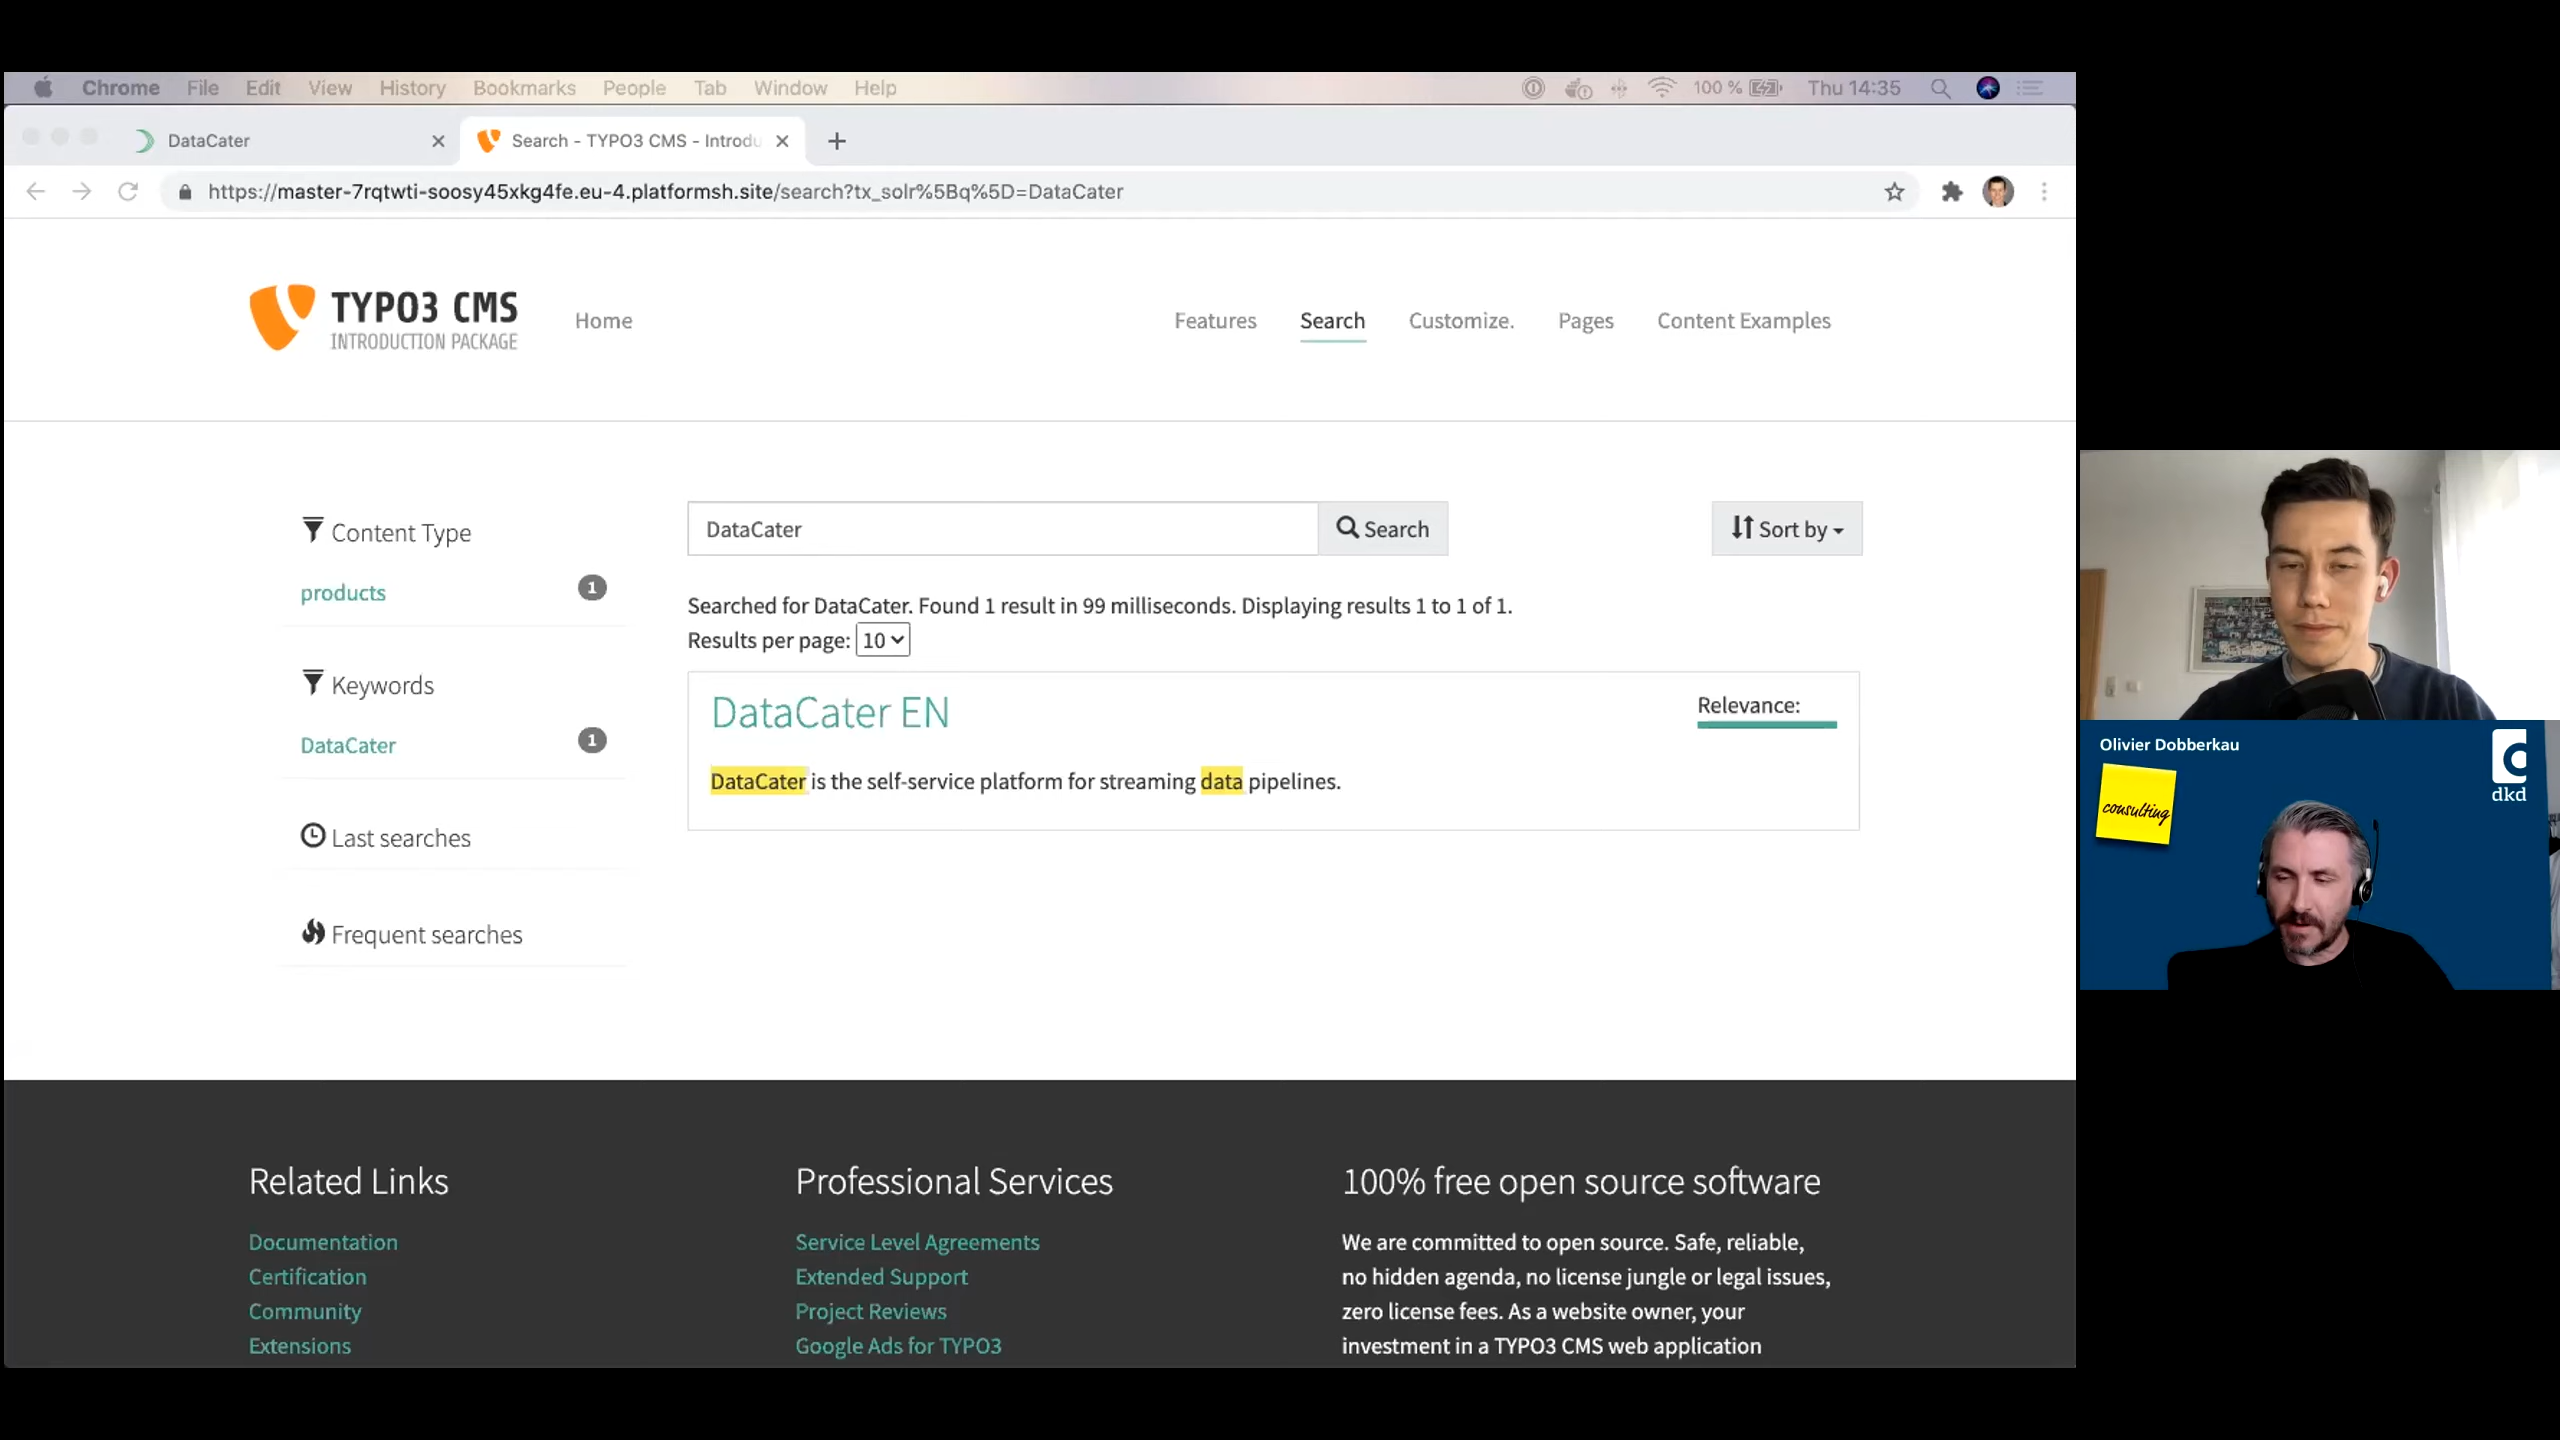 Chrome File Edit View History Bookmarks People Tab Window Help 100 % Thu 14:35
DataCater Search - TYPO3 CMS - Introdu
https://master-7rqtwti-soosy45xkg4fe.eu-4.platformsh.site/search?tx_solr%5Bq%5D=DataCater
TYPO3 CMS
INTRODUCTION PACKAGE
Home Features Search Customize. Pages Content Examples
Content Type
products 1
Keywords
DataCater 1
Last searches
Frequent searches
DataCater Search Sort by
Searched for DataCater. Found 1 result in 99 milliseconds. Displaying results 1 to 1 of 1.
Results per page: 10
DataCater EN Relevance:
DataCater is the self-service platform for streaming data pipelines.
Olivier Dobberkau
consulting
dkd
Related Links
Documentation
Certification
Community
Extensions
Professional Services
Service Level Agreements
Extended Support
Project Reviews
Google Ads for TYPO3
100% free open source software
We are committed to open source. Safe, reliable,
no hidden agenda, no license jungle or legal issues,
zero license fees. As a website owner, your
investment in a TYPO3 CMS web application